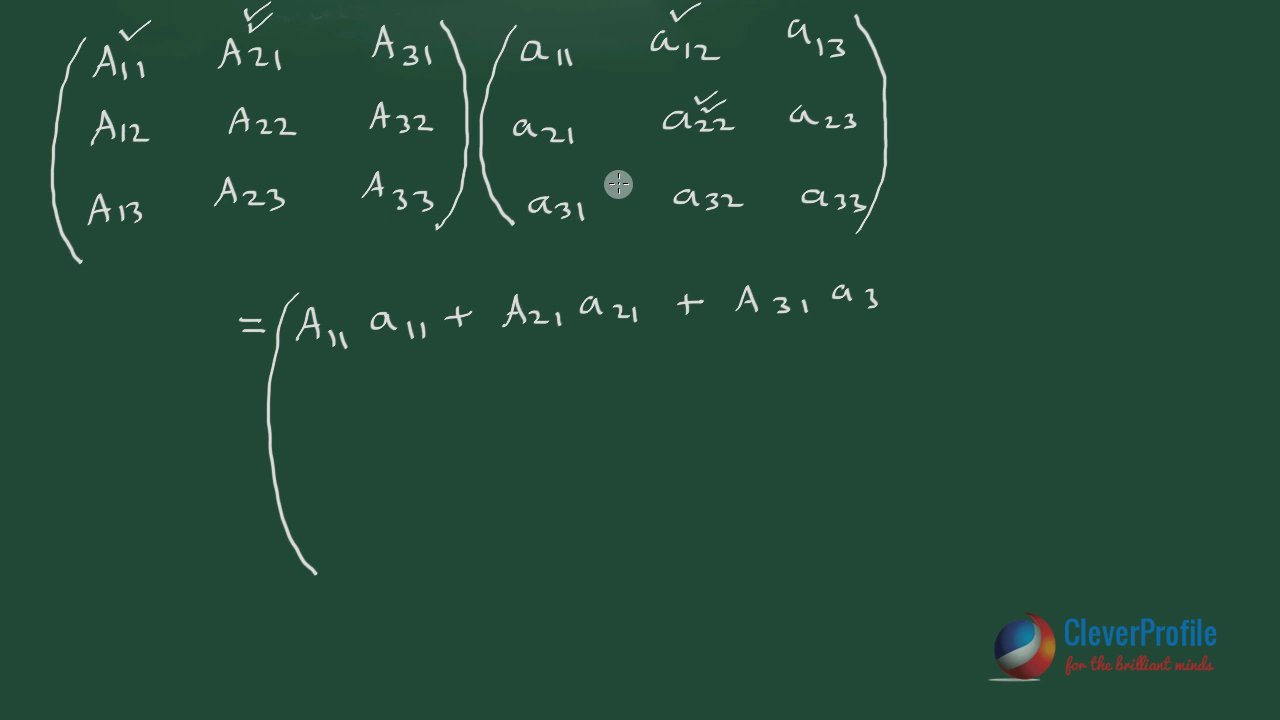 ( A11 A21 A31 ) ( a11 a12 a13 )
A12 A22 A32 a21 a22 a23
A13 A23 A33 a31 a32 a33
= ( A11 a11 + A21 a21 + A31 a3
CleverProfile
for the brilliant minds